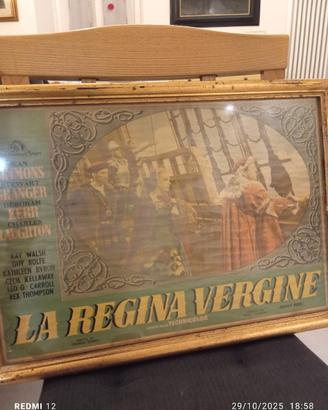 JEAN
SIMMONS
STEWART
GRANGER
DEBORAH
KERR
CHARLES
LAUGHTON
KAY WALSH
GUY ROLFE
KATHLEEN BYRON
CECIL KELLAWAY
LEO G. CARROLL
REX THOMPSON
LA REGINA VERGINE
TECHNICOLOR
REDMI 12
29/10/2025 18:58